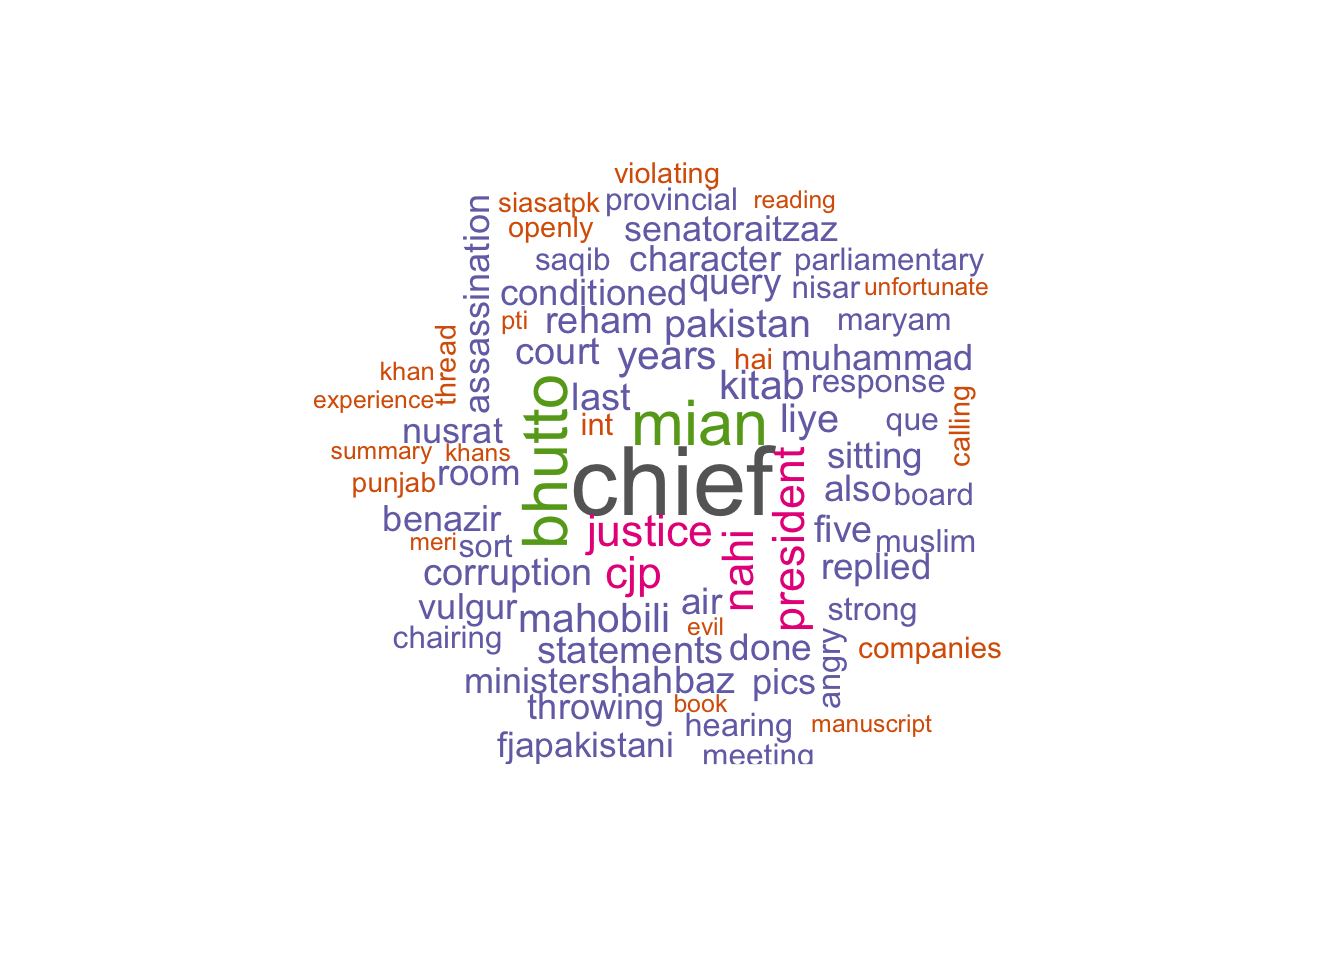 violating
siasatpk provincial reading
openly senatoraitzaz
assassination
saqib character parliamentary
conditioned query nisar unfortunate
pti reham pakistan maryam
thread
court years hai muhammad
khan
kitab response
experience last
bhutto
int mian liye que
calling
nusrat
summary khans
chief
president
sitting
punjab room
also board
benazir justice
nahi
five muslim
meri sort
corruption cjp replied
vulgur mahobili air strong
evil
chairing statements done
angry
companies
ministershahbaz pics
throwing book
hearing manuscript
fjapakistani meeting